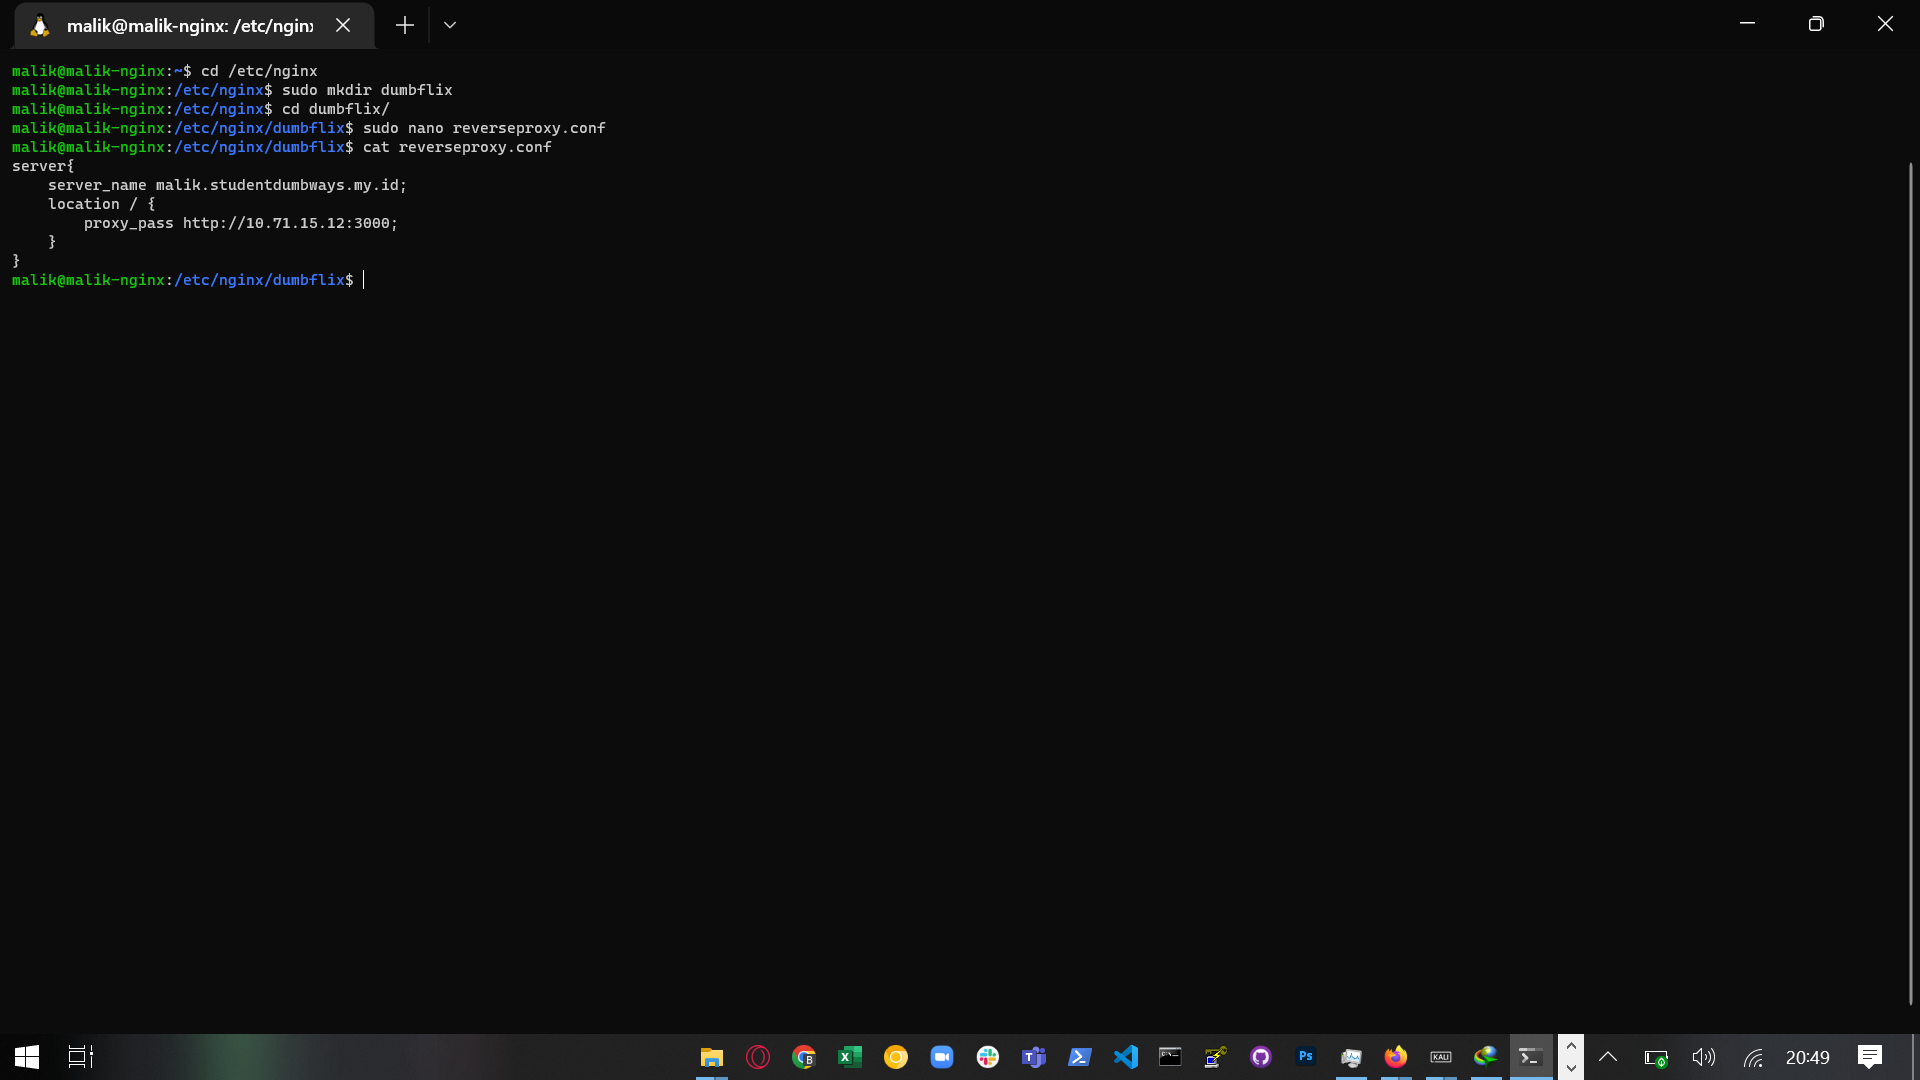 malik@malik-nginx: /etc/nginx
malik@malik-nginx:~$ cd /etc/nginx
malik@malik-nginx:/etc/nginx$ sudo mkdir dumbflix
malik@malik-nginx:/etc/nginx$ cd dumbflix/
malik@malik-nginx:/etc/nginx/dumbflix$ sudo nano reverseproxy.conf
malik@malik-nginx:/etc/nginx/dumbflix$ cat reverseproxy.conf
server{
    server_name malik.studentdumbways.my.id;
    location / {
        proxy_pass http://10.71.15.12:3000;
    }
}
malik@malik-nginx:/etc/nginx/dumbflix$
Ps
KALI
20:49